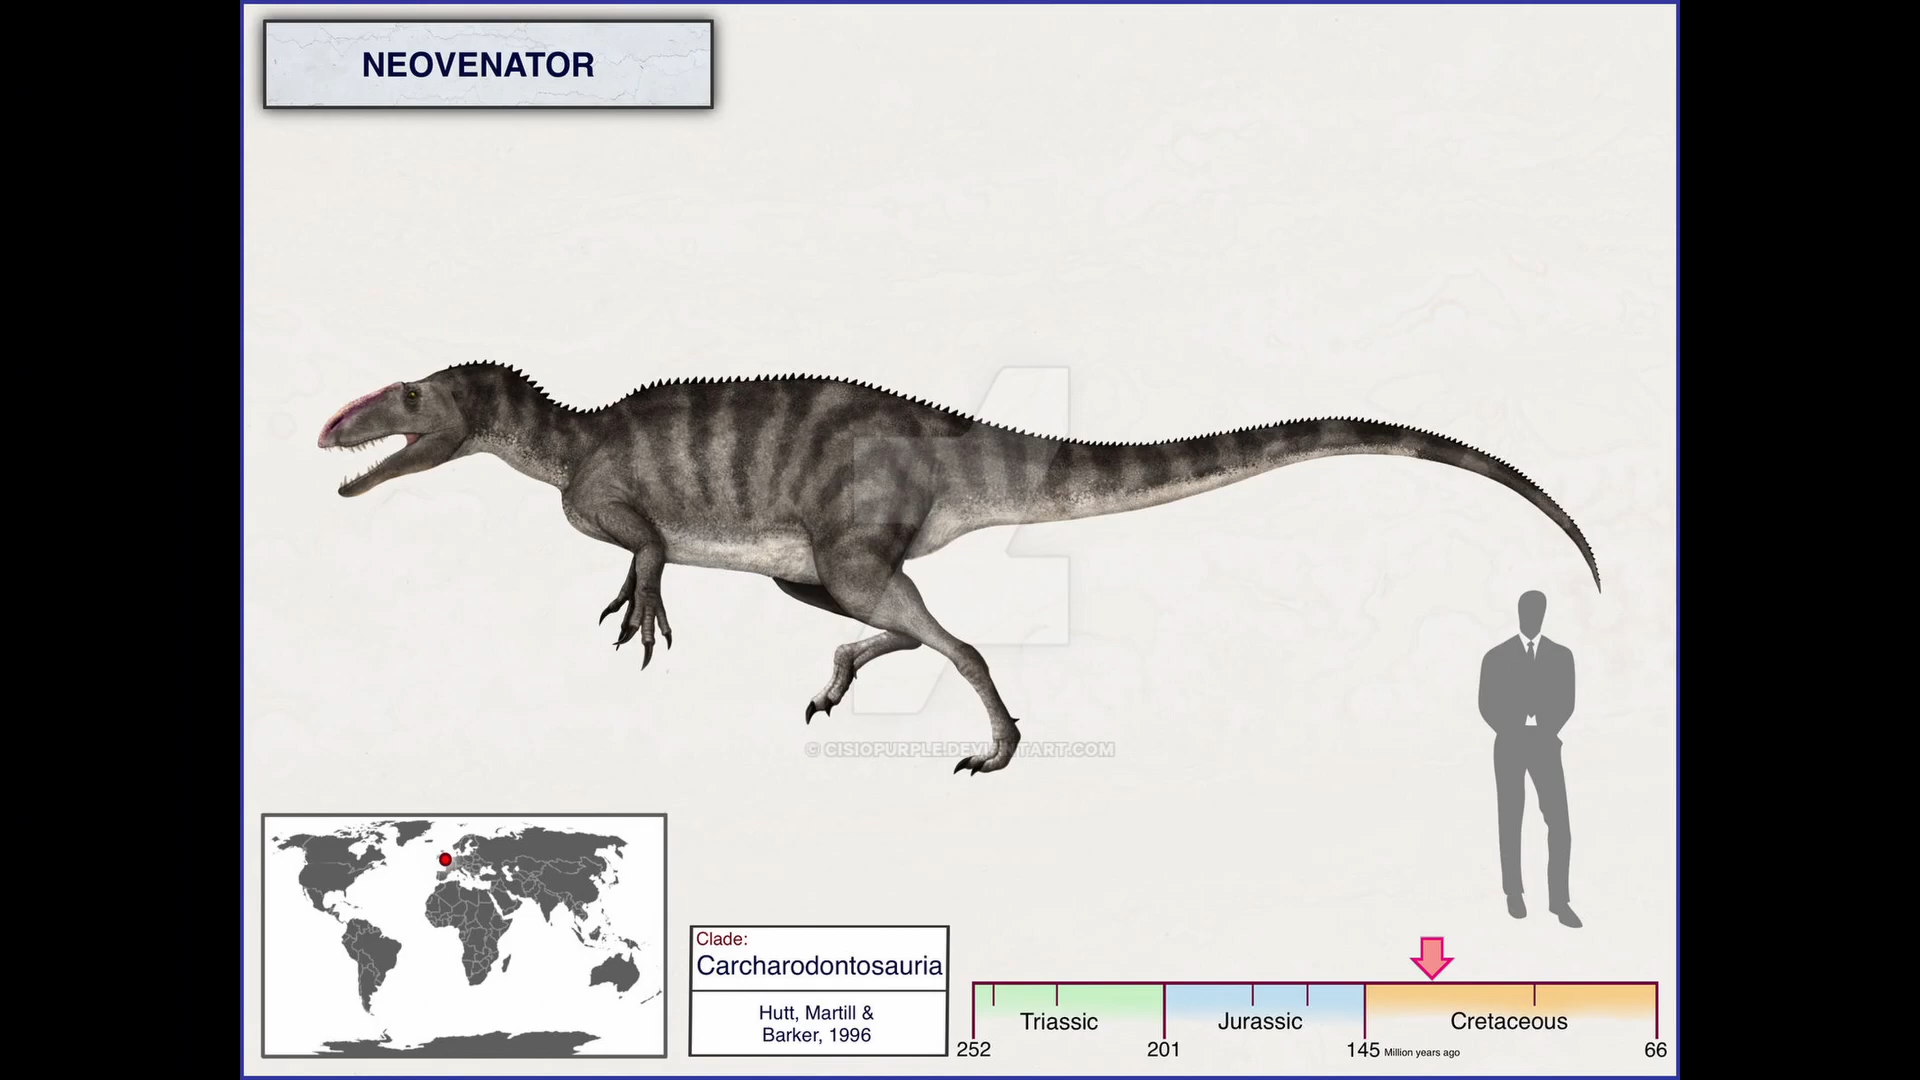 NEOVENATOR
© CISIOPURPLE.DEVIANTART.COM
Clade:
Carcharodontosauria
Hutt, Martill &
Barker, 1996
Triassic
Jurassic
Cretaceous
252
201
145
Million years ago
66